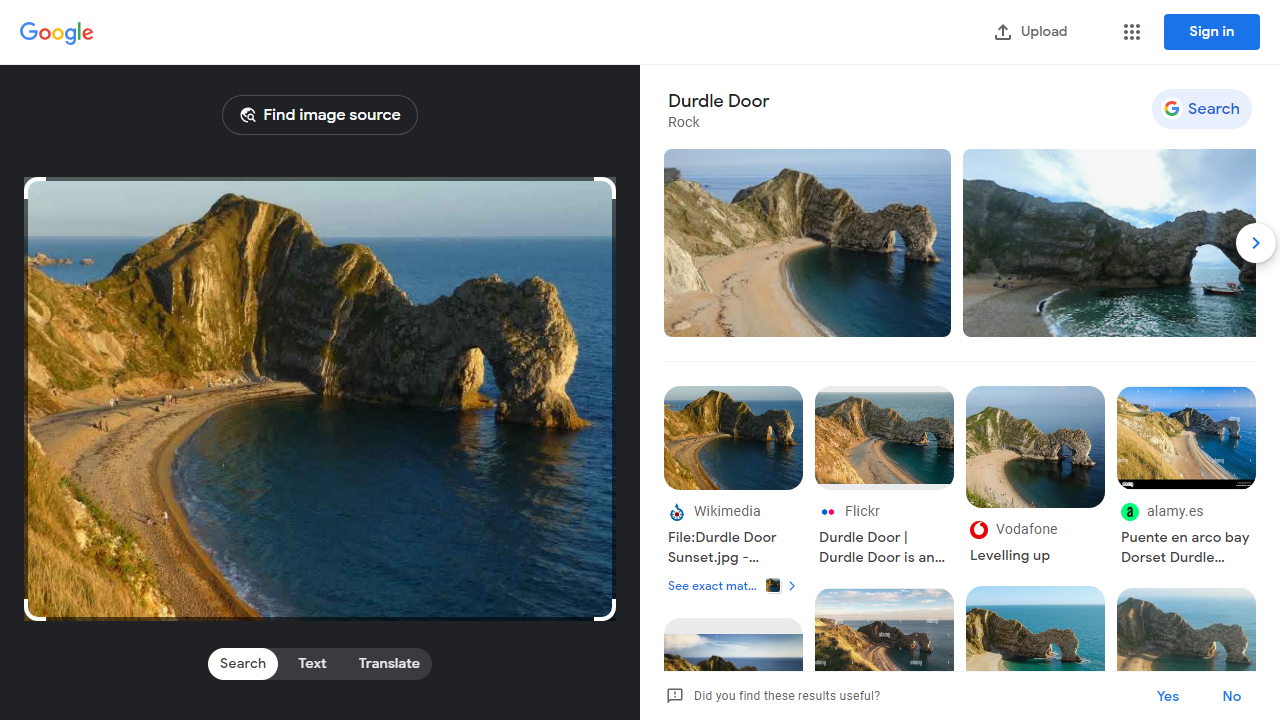 Google
Upload
Sign in
Find image source
Durdle Door
Rock
Search
Wikimedia
File:Durdle Door
Sunset.jpg -...
See exact mat...
Flickr
Durdle Door |
Durdle Door is an...
Vodafone
Levelling up
a alamy.es
Puente en arco bay
Dorset Durdle...
Search
Text
Translate
Did you find these results useful?
Yes
No